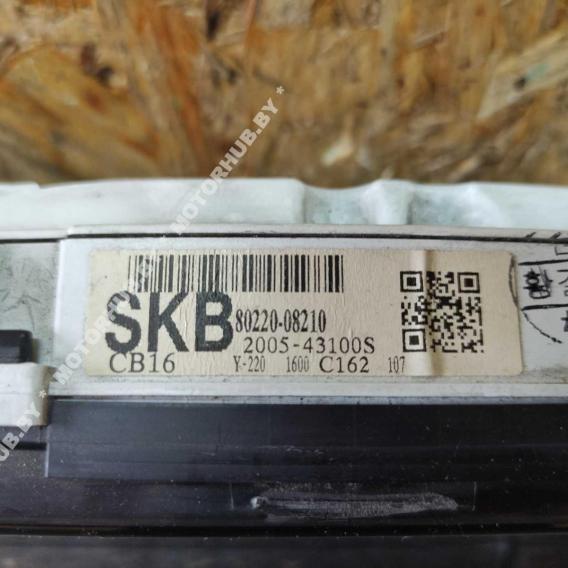 SKB 80220-08210
2005-43100S
CB16 Y-220 1600 C162 107
* MOTORHUB.BY *
* MOTORHUB.BY *